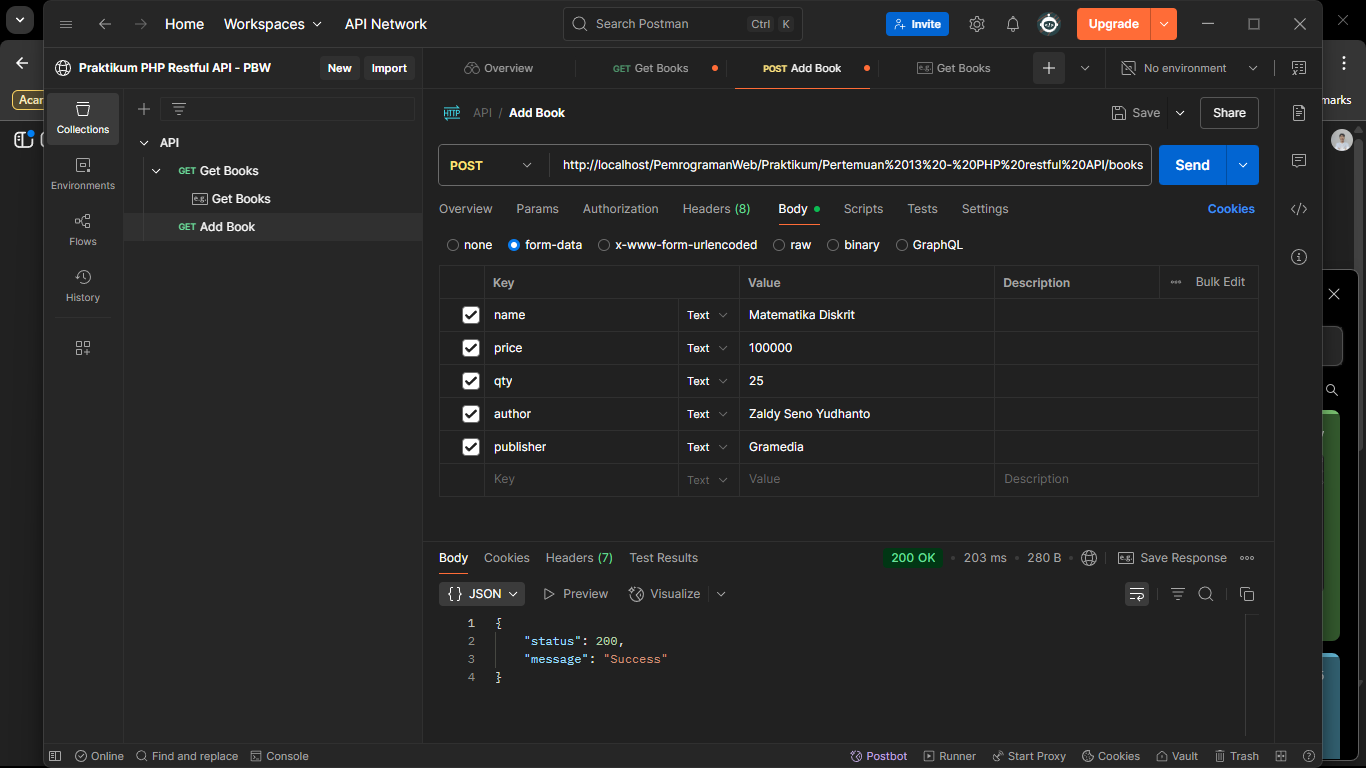 Home Workspaces API Network Search Postman Ctrl K Invite Upgrade
Praktikum PHP Restful API - PBW New Import Overview GET Get Books POST Add Book e.g. Get Books No environment
Acar
marks
Collections
Environments
Flows
History
API
GET Get Books
e.g. Get Books
GET Add Book
HTTP API / Add Book Save Share
POST http://localhost/PemrogramanWeb/Praktikum/Pertemuan%2013%20-%20PHP%20restful%20API/books Send
Overview Params Authorization Headers (8) Body Scripts Tests Settings Cookies
none form-data x-www-form-urlencoded raw binary GraphQL
Key Value Description Bulk Edit
name Text Matematika Diskrit
price Text 100000
qty Text 25
author Text Zaldy Seno Yudhanto
publisher Text Gramedia
Key Text Value Description
Body Cookies Headers (7) Test Results 200 OK 203 ms 280 B e.g. Save Response
{} JSON Preview Visualize
1 {
2 "status": 200,
3 "message": "Success"
4 }
Online Find and replace Console Postbot Runner Start Proxy Cookies Vault Trash